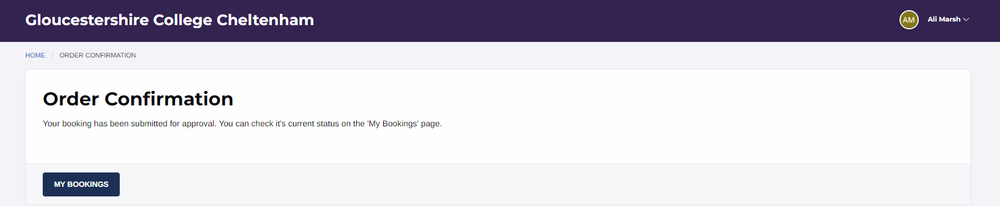 Gloucestershire College Cheltenham
AM Ali Marsh
HOME / ORDER CONFIRMATION
Order Confirmation
Your booking has been submitted for approval. You can check it's current status on the 'My Bookings' page.
MY BOOKINGS